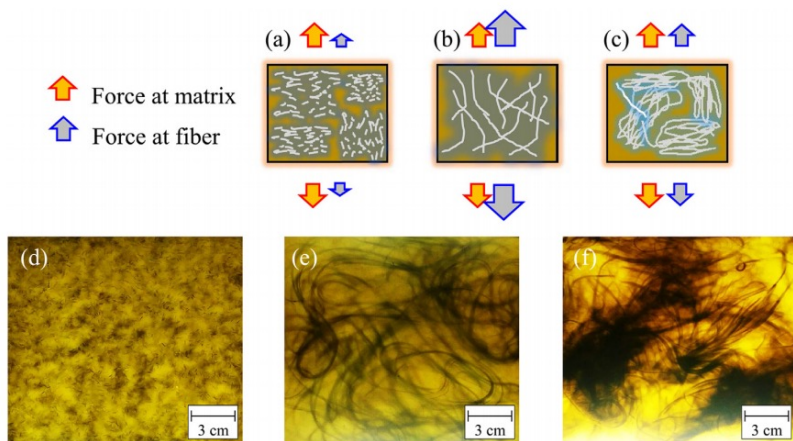 (a)
(b)
(c)
Force at matrix
Force at fiber
(d)
(e)
(f)
3 cm
3 cm
3 cm